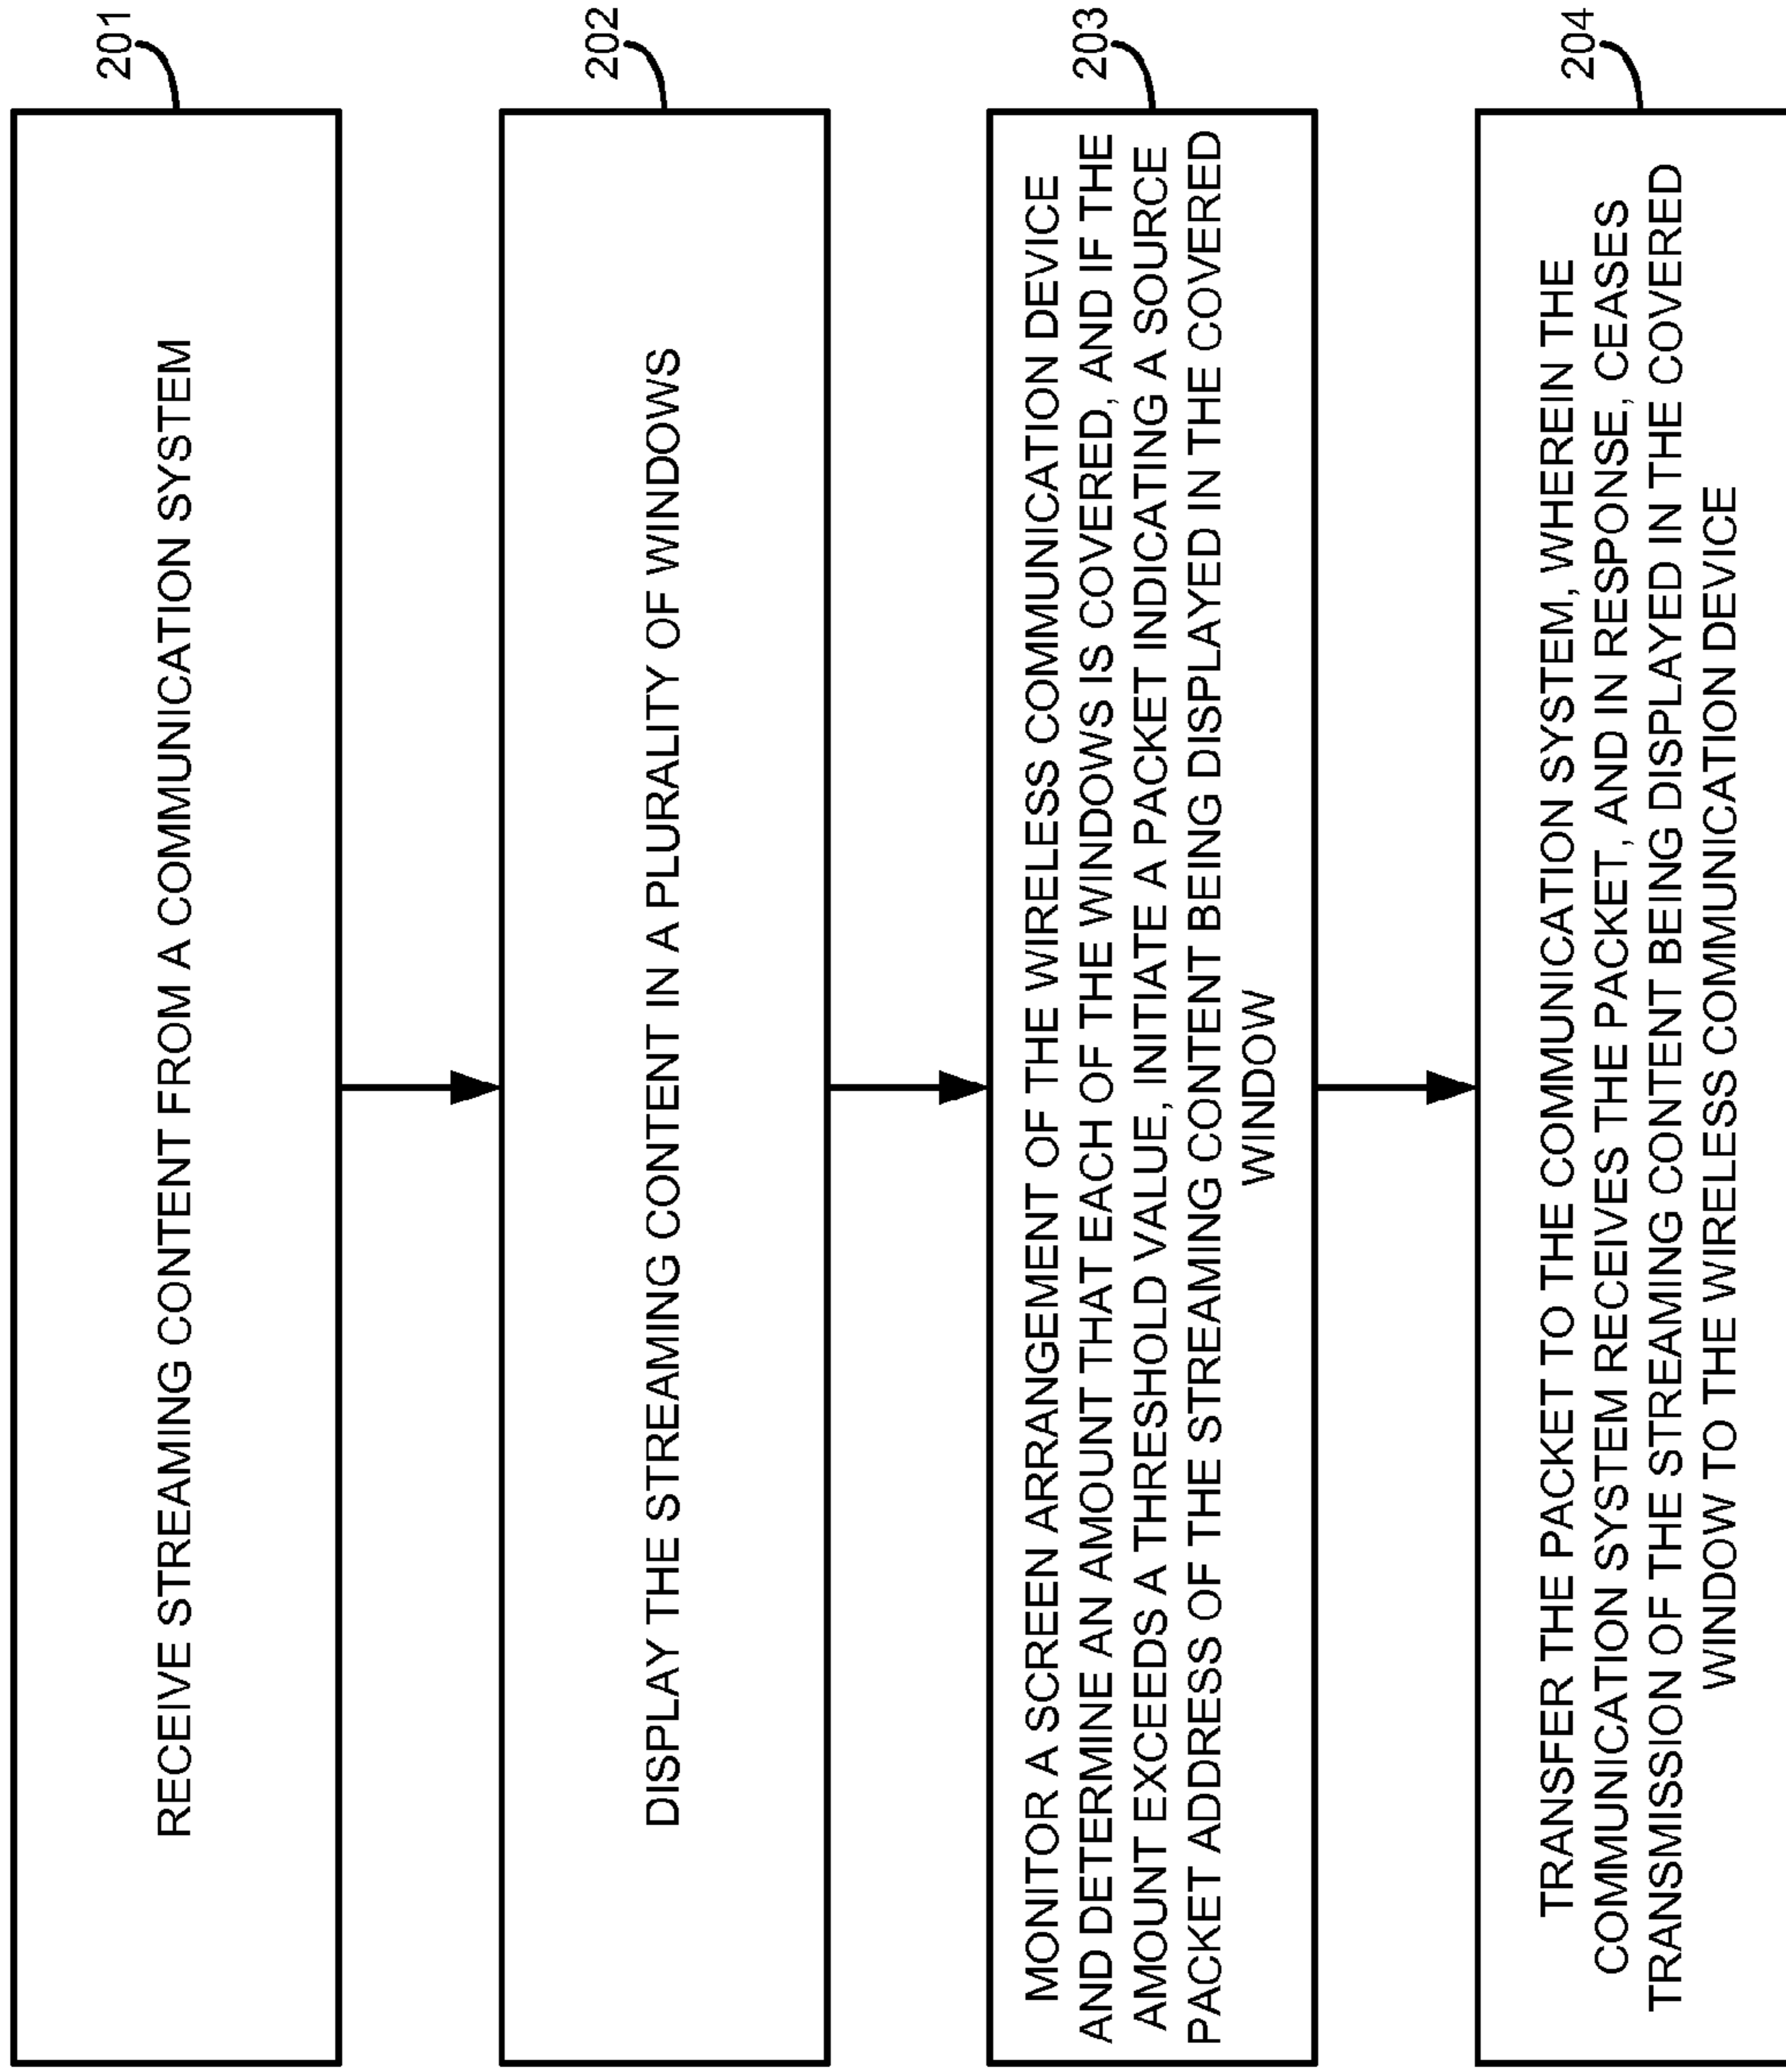 201
RECEIVE STREAMING CONTENT FROM A COMMUNICATION SYSTEM
202
DISPLAY THE STREAMING CONTENT IN A PLURALITY OF WINDOWS
203
MONITOR A SCREEN ARRANGEMENT OF THE WIRELESS COMMUNICATION DEVICE
AND DETERMINE AN AMOUNT THAT EACH OF THE WINDOWS IS COVERED, AND IF THE
AMOUNT EXCEEDS A THRESHOLD VALUE, INITIATE A PACKET INDICATING A SOURCE
PACKET ADDRESS OF THE STREAMING CONTENT BEING DISPLAYED IN THE COVERED
WINDOW
204
TRANSFER THE PACKET TO THE COMMUNICATION SYSTEM, WHEREIN THE
COMMUNICATION SYSTEM RECEIVES THE PACKET, AND IN RESPONSE, CEASES
TRANSMISSION OF THE STREAMING CONTENT BEING DISPLAYED IN THE COVERED
WINDOW TO THE WIRELESS COMMUNICATION DEVICE